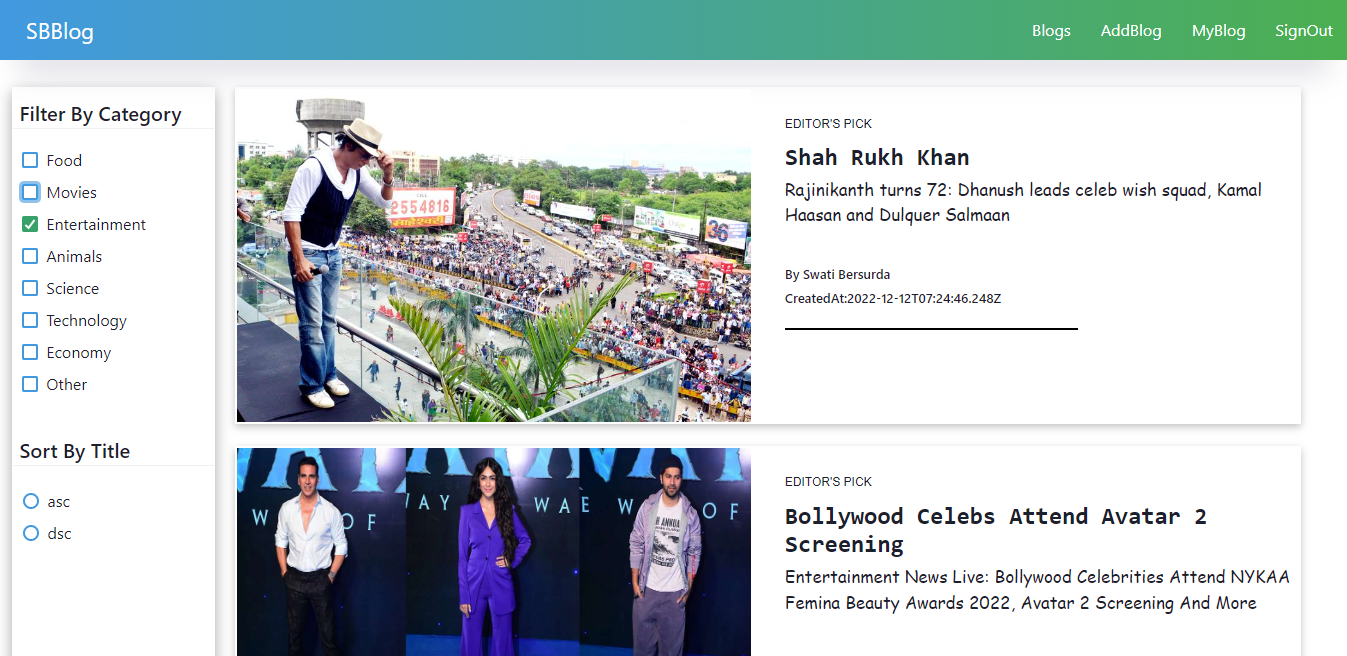 SBBlog
Blogs
AddBlog
MyBlog
SignOut
Filter By Category
Food
Movies
Entertainment
Animals
Science
Technology
Economy
Other
Sort By Title
asc
dsc
2554816
36
EDITOR'S PICK
Shah Rukh Khan
Rajinikanth turns 72: Dhanush leads celeb wish squad, Kamal
Haasan and Dulquer Salmaan
By Swati Bersurda
CreatedAt:2022-12-12T07:24:46.248Z
W OF
WAY WAE
W OF
EDITOR'S PICK
Bollywood Celebs Attend Avatar 2
Screening
Entertainment News Live: Bollywood Celebrities Attend NYKAA
Femina Beauty Awards 2022, Avatar 2 Screening And More